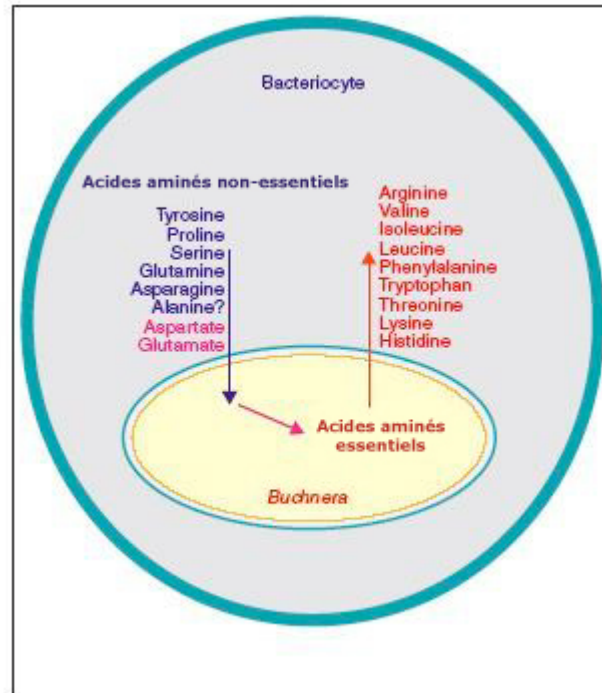 Bacteriocyte
Acides aminés non-essentiels
Tyrosine
Proline
Serine
Glutamine
Asparagine
Alanine?
Aspartate
Glutamate
Arginine
Valine
Isoleucine
Leucine
Phenylalanine
Tryptophan
Threonine
Lysine
Histidine
Acides aminés
essentiels
Buchnera